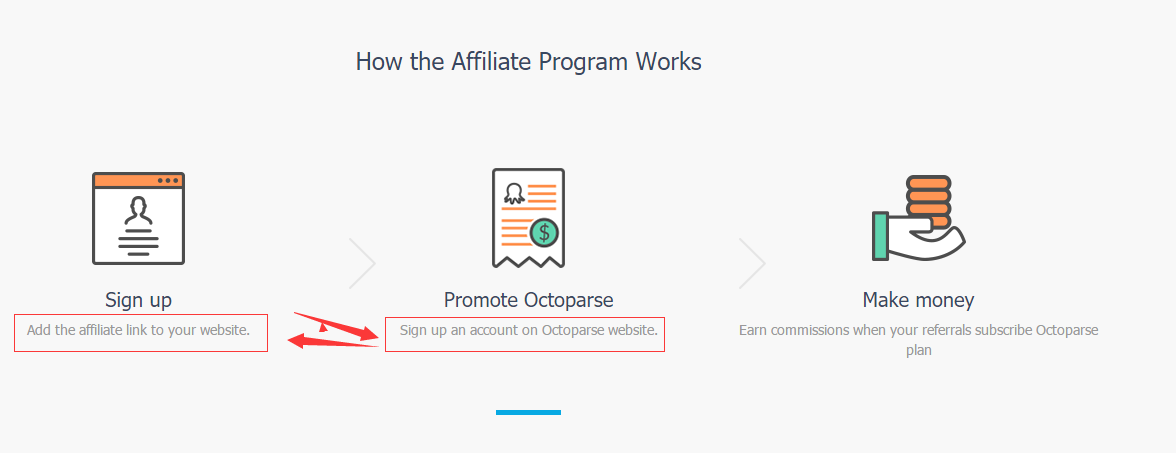 How the Affiliate Program Works
$
Sign up
Add the affiliate link to your website.
Promote Octoparse
Sign up an account on Octoparse website.
Make money
Earn commissions when your referrals subscribe Octoparse
plan